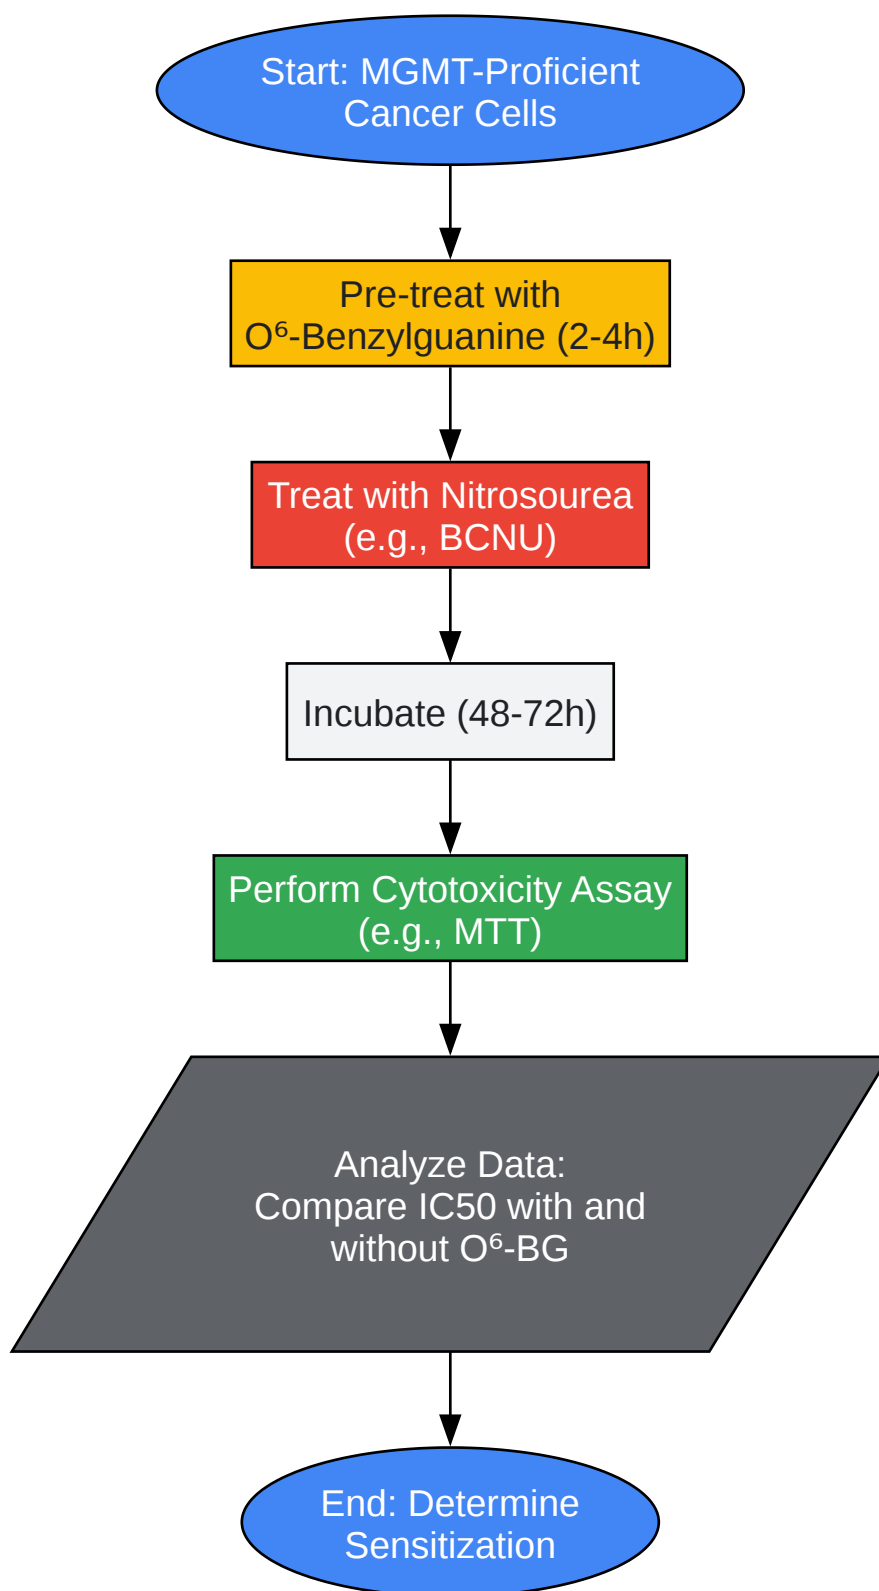 Start: MGMT-Proficient
Cancer Cells
Pre-treat with
O⁶-Benzylguanine (2-4h)
Treat with Nitrosourea
(e.g., BCNU)
Incubate (48-72h)
Perform Cytotoxicity Assay
(e.g., MTT)
Analyze Data:
Compare IC50 with and
without O⁶-BG
End: Determine
Sensitization